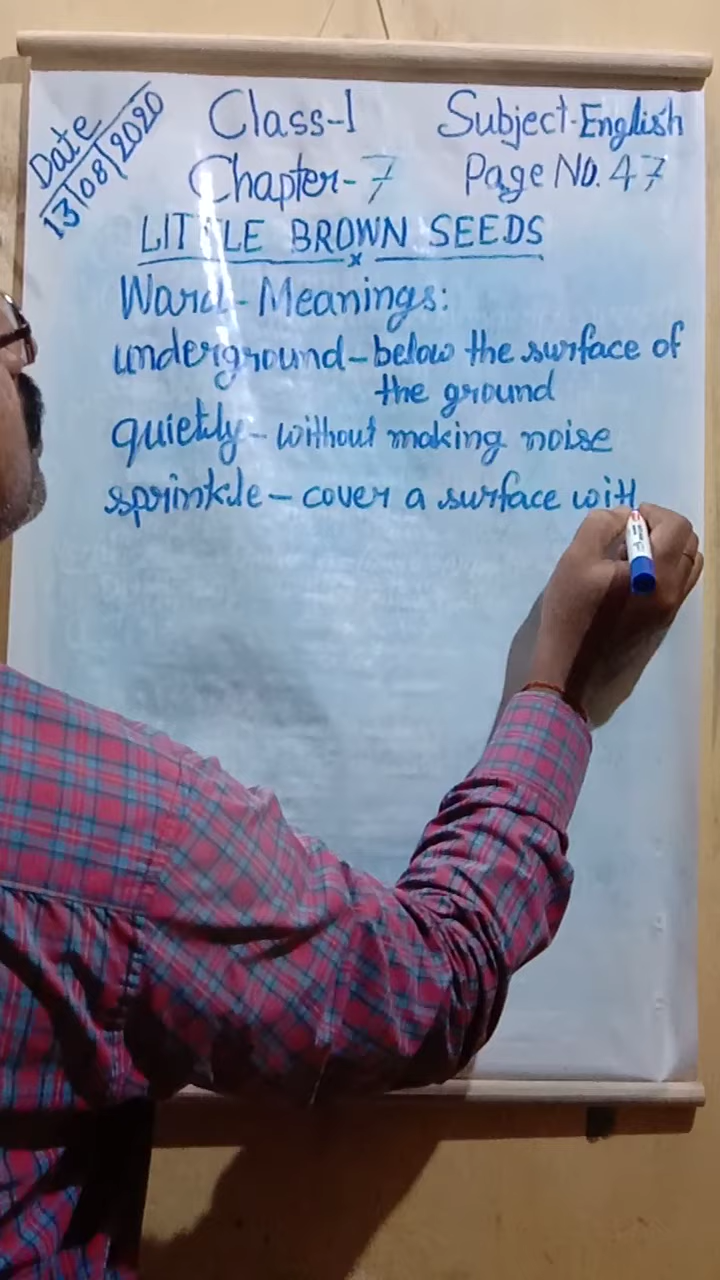 Date
13/08/2020
Class-1 Subject-English
Chapter-7 Page No. 47
LITTLE BROWN SEEDS
Word-Meanings:
underground-below the surface of
the ground
quietly-without making noise
sprinkle-cover a surface with